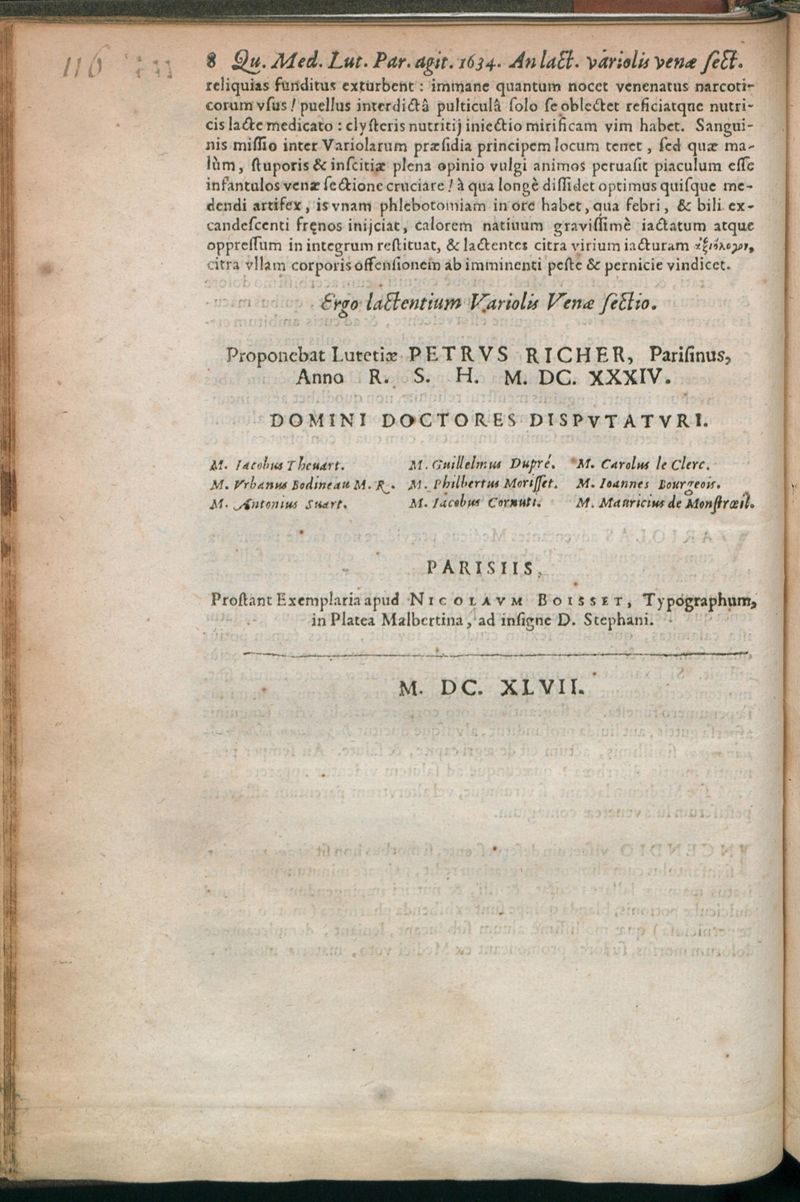 116
8 Qu. Med. Lut. Par. agit. 1634. An lact. variolis venæ sect.
reliquias funditus exturbent : immane quantum nocet venenatus narcoti-
corum vſus ! puellus interdictâ pulticulâ ſolo ſe oblectet reficiatque nutri-
cis lacte medicato : clyſteris nutritij iniectio mirificam vim habet. Sangui-
nis miſſio inter Variolarum præſidia principem locum tenet, ſed quæ ma-
lùm, ſtuporis & inſcitiæ plena opinio vulgi animos peruaſit piaculum eſſe
infantulos venæ ſectione cruciare ! à qua longè diſſidet optimus quiſque me-
dendi artifex, is vnam phlebotomiam in ore habet, qua febri, & bili ex-
candeſcenti fręnos inijciat, calorem natiuum grauiſſimè iactatum atque
oppreſſum in integrum reſtituat, & lactentes citra virium iacturam
citra vllam corporis offenſionem ab imminenti peſte & pernicie vindicet.
Ergo lactentium Variolis Venæ ſectio.
Proponebat Lutetiæ PETRVS RICHER, Pariſinus,
Anno R. S. H. M. DC. XXXIV.
DOMINI DOCTORES DISPVTATVRI.
M. Iacobus Theuart. M. Guillelmus Dupré. M. Carolus le Clerc.
M. Vrbanus Bodineau M. R. M. Philbertus Moriſſet. M. Ioannes Bourgeois.
M. Antonius Suart. M. Iacobus Cornuti. M. Mauricius de Monſtræil.
PARISIIS,
Proſtant Exemplaria apud NICOLAVM BOISSET, Typographum,
in Platea Malbertina, ad inſigne D. Stephani.
M. DC. XLVII.